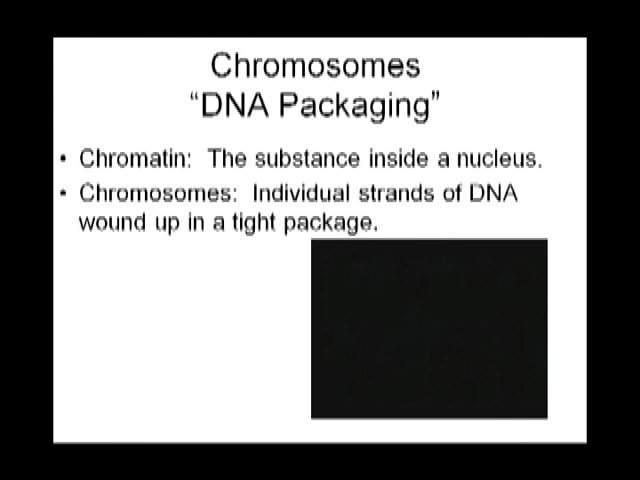 Chromosomes
“DNA Packaging”
• Chromatin: The substance inside a nucleus.
• Chromosomes: Individual strands of DNA
wound up in a tight package.